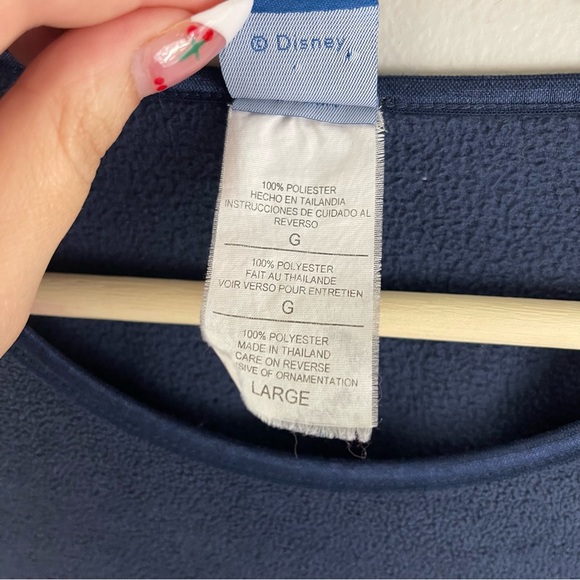 © Disney
100% POLIESTER
HECHO EN TAILANDIA
INSTRUCCIONES DE CUIDADO AL
REVERSO
G
100% POLYESTER
FAIT AU THAILANDE
VOIR VERSO POUR ENTRETIEN
G
100% POLYESTER
MADE IN THAILAND
CARE ON REVERSE
SIVE OF ORNAMENTATION
LARGE